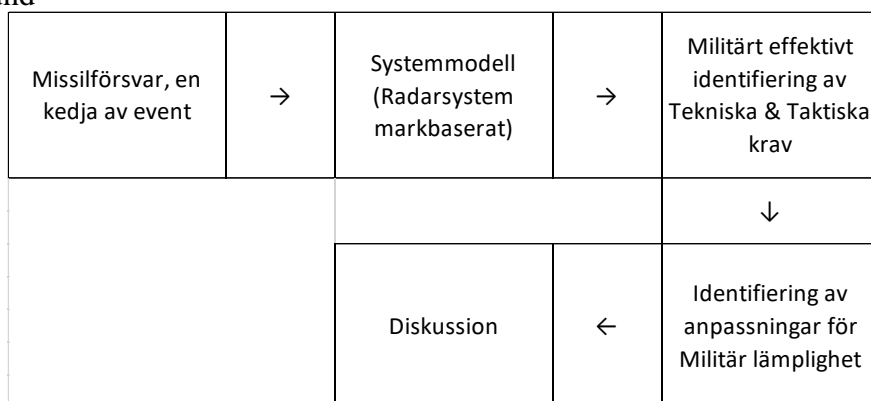 Missilförsvar, en
kedja av event
→
Systemmodell
(Radarsystem
markbaserat)
→
Militärt effektivt
identifiering av
Tekniska & Taktiska
krav
↓
Identifiering av
anpassningar för
Militär lämplighet
←
Diskussion